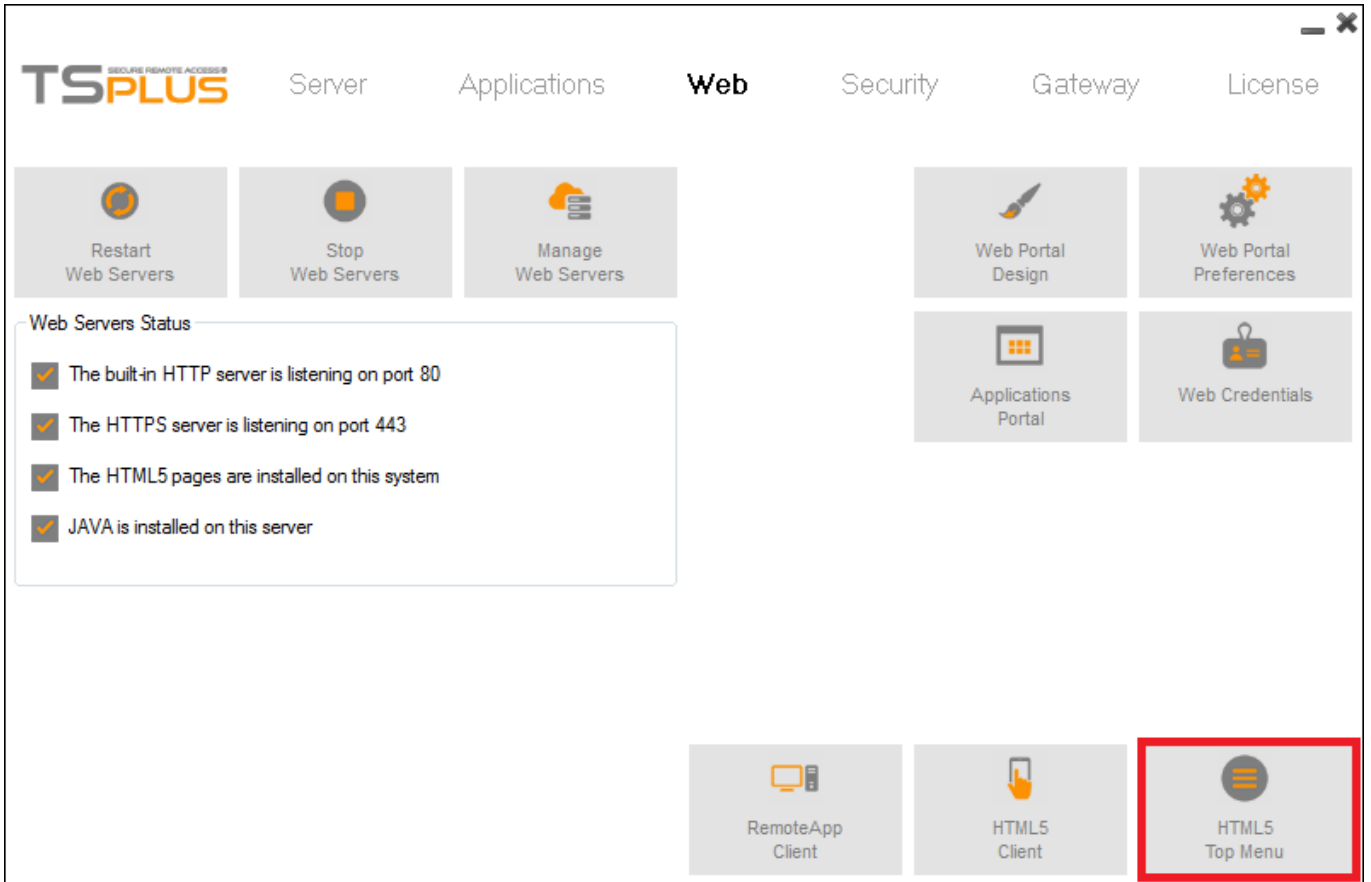 TSPLUS
SECURE REMOTE ACCESS®
Server
Applications
Web
Security
Gateway
License
Restart
Web Servers
Stop
Web Servers
Manage
Web Servers
Web Portal
Design
Web Portal
Preferences
Web Servers Status
The built-in HTTP server is listening on port 80
The HTTPS server is listening on port 443
The HTML5 pages are installed on this system
JAVA is installed on this server
Applications
Portal
Web Credentials
RemoteApp
Client
HTML5
Client
HTML5
Top Menu